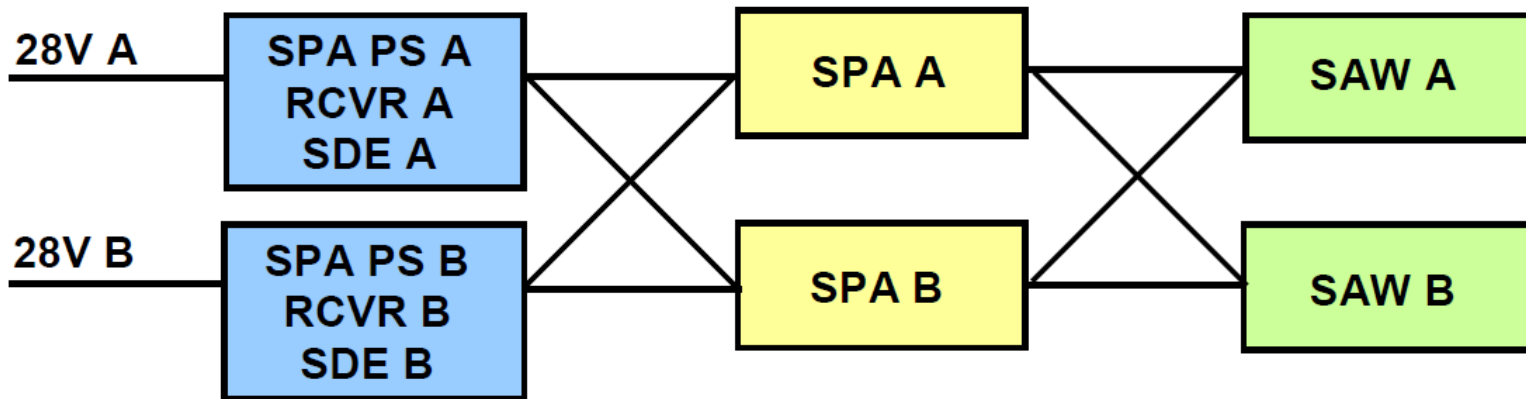 28V A
SPA PS A
RCVR A
SDE A
SPA A
SAW A
28V B
SPA PS B
RCVR B
SDE B
SPA B
SAW B